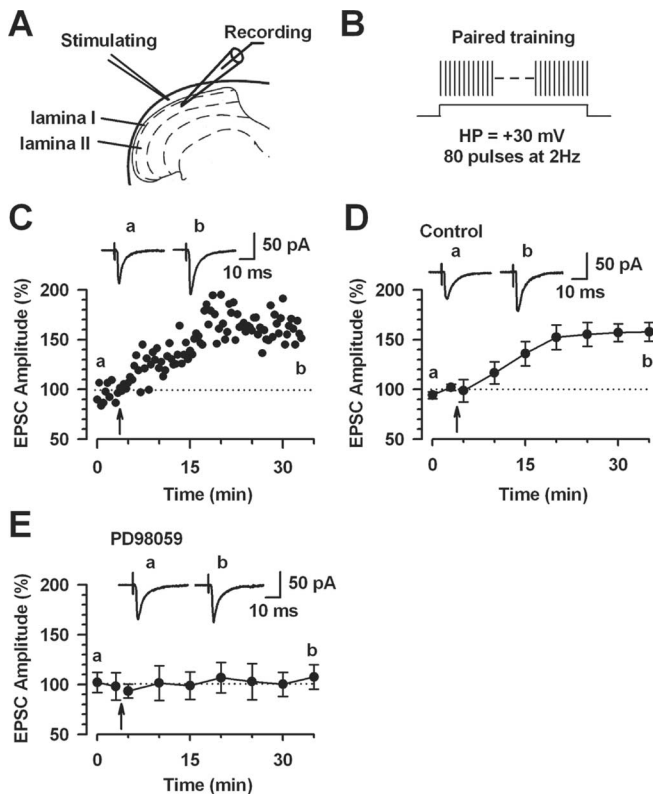 A
Stimulating
Recording
lamina I
lamina II
B
Paired training
HP = +30 mV
80 pulses at 2Hz
C
a
b
50 pA
10 ms
EPSC Amplitude (%)
200
150
100
50
a
b
0
15
30
Time (min)
D
Control
a
b
50 pA
10 ms
EPSC Amplitude (%)
200
150
100
50
a
b
0
15
30
Time (min)
E
PD98059
a
b
50 pA
10 ms
EPSC Amplitude (%)
200
150
100
50
a
b
0
15
30
Time (min)